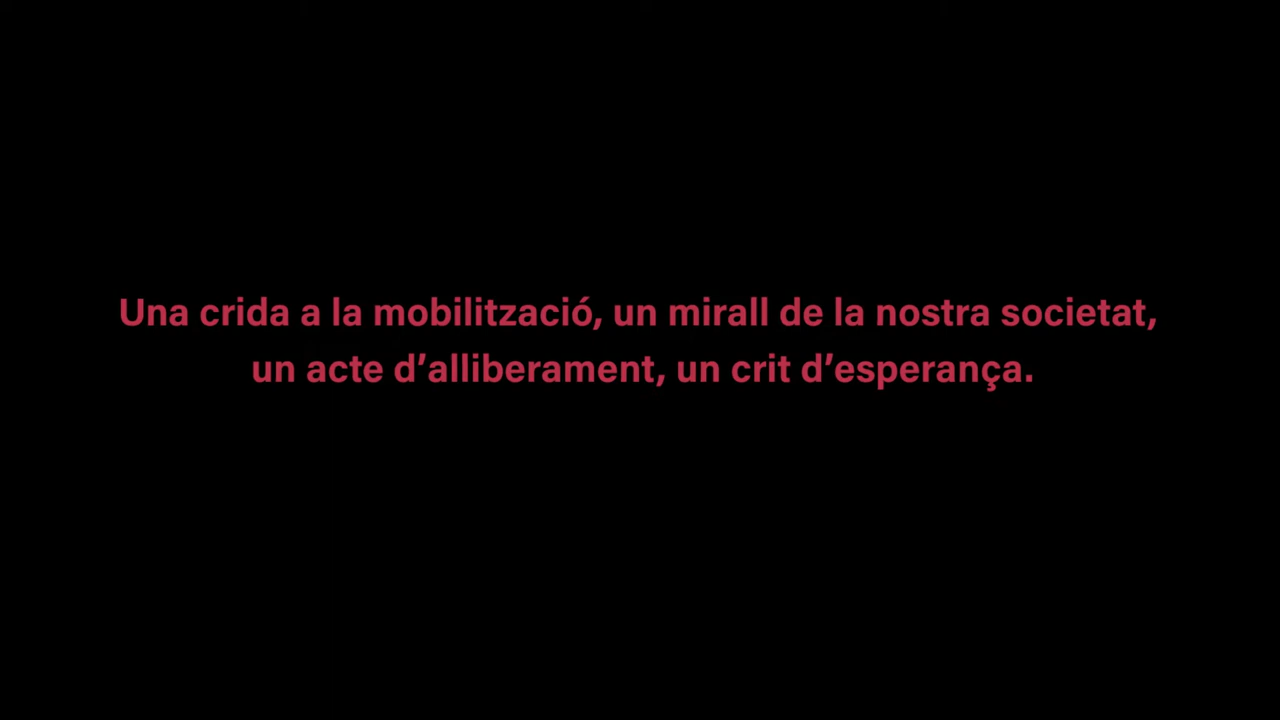 Una crida a la mobilització, un mirall de la nostra societat,
un acte d’alliberament, un crit d’esperança.